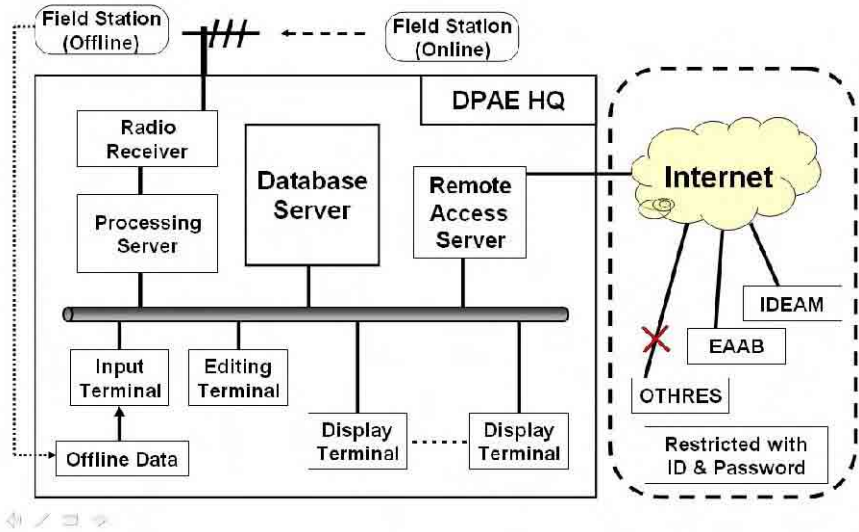 Field Station
(Offline)
Field Station
(Online)
DPAE HQ
Radio
Receiver
Database
Server
Remote
Access
Server
Internet
Processing
Server
IDEAM
EAAB
OTHRES
Input
Terminal
Editing
Terminal
Display
Terminal
Display
Terminal
Offline Data
Restricted with
ID & Password